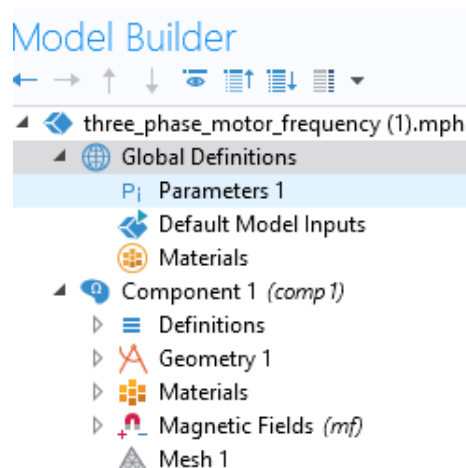 Model Builder
three_phase_motor_frequency (1).mph
Global Definitions
Pi Parameters 1
Default Model Inputs
Materials
Component 1 (comp1)
Definitions
Geometry 1
Materials
Magnetic Fields (mf)
Mesh 1